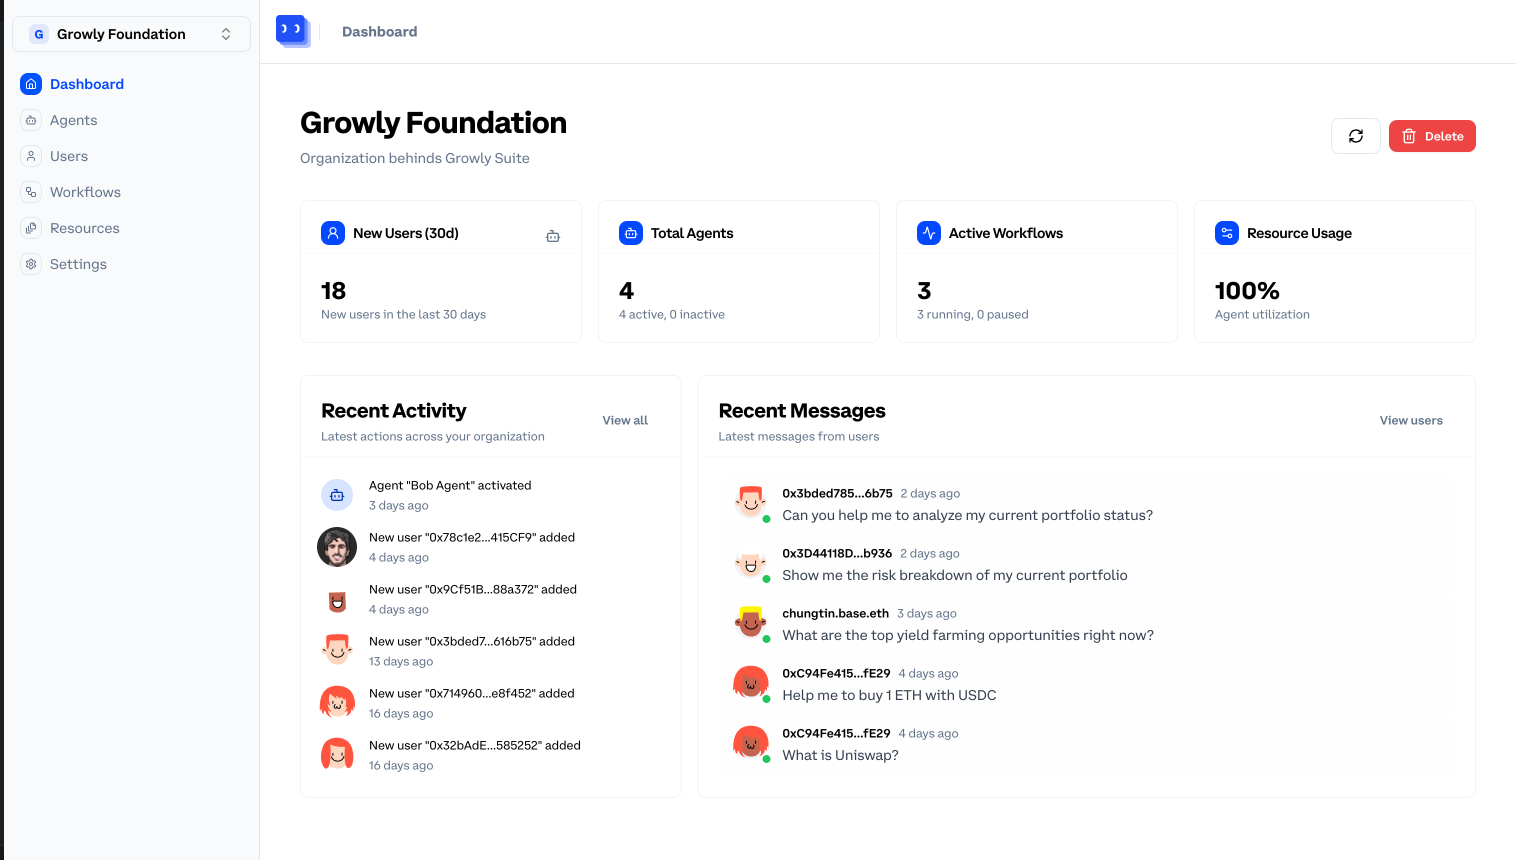 G Growly Foundation
Dashboard
Agents
Users
Workflows
Resources
Settings
Dashboard
Growly Foundation
Organization behinds Growly Suite
Delete
New Users (30d)
18
New users in the last 30 days
Total Agents
4
4 active, 0 inactive
Active Workflows
3
3 running, 0 paused
Resource Usage
100%
Agent utilization
Recent Activity
View all
Latest actions across your organization
Agent "Bob Agent" activated
3 days ago
New user "0x78c1e2...415CF9" added
4 days ago
New user "0x9Cf51B...88a372" added
4 days ago
New user "0x3bded7...616b75" added
13 days ago
New user "0x714960...e8f452" added
16 days ago
New user "0x32bAdE...585252" added
16 days ago
Recent Messages
View users
Latest messages from users
0x3bded785...6b75 2 days ago
Can you help me to analyze my current portfolio status?
0x3D44118D...b936 2 days ago
Show me the risk breakdown of my current portfolio
chungtin.base.eth 3 days ago
What are the top yield farming opportunities right now?
0xC94Fe415...fE29 4 days ago
Help me to buy 1 ETH with USDC
0xC94Fe415...fE29 4 days ago
What is Uniswap?